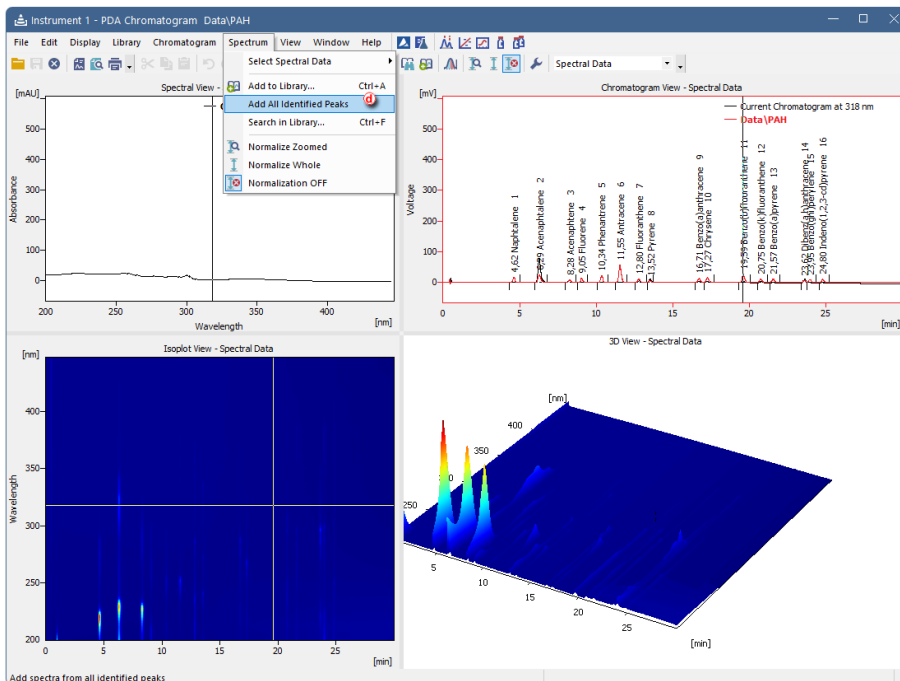 Instrument 1 - PDA Chromatogram Data\PAH
File Edit Display Library Chromatogram Spectrum View Window Help
Spectral Data
Select Spectral Data
Add to Library... Ctrl+A
Add All Identified Peaks d
Search in Library... Ctrl+F
Normalize Zoomed
Normalize Whole
Normalization OFF
Spectral View -
[mAU]
Absorbance
500
400
300
200
100
0
200 250 300 350 400
Wavelength
[nm]
Chromatogram View - Spectral Data
[mV]
Current Chromatogram at 318 nm
Data\PAH
Voltage
500
400
300
200
100
0
4,62 Naphtalene 1
6,29 Acenaphtalene 2
8,28 Acenaphtene 3
9,05 Fluorene 4
10,34 Phenantrene 5
11,55 Antracene 6
12,80 Fluoranthene 7
13,52 Pyrene 8
16,71 Benzo(a)anthracene 9
17,27 Chrysene 10
19,59 Benzo(b)fluoranthene 11
20,75 Benzo(k)fluoranthene 12
21,57 Benzo(a)pyrene 13
14
15
24,80 Indeno(1,2,3-cd)pyrene 16
0 5 10 15 20 25
[min]
Isoplot View - Spectral Data
[nm]
Wavelength
400
350
300
250
200
0 5 10 15 20 25
[min]
3D View - Spectral Data
[nm]
400
350
250
5
10
15
20
25
[min]
Add spectra from all identified peaks